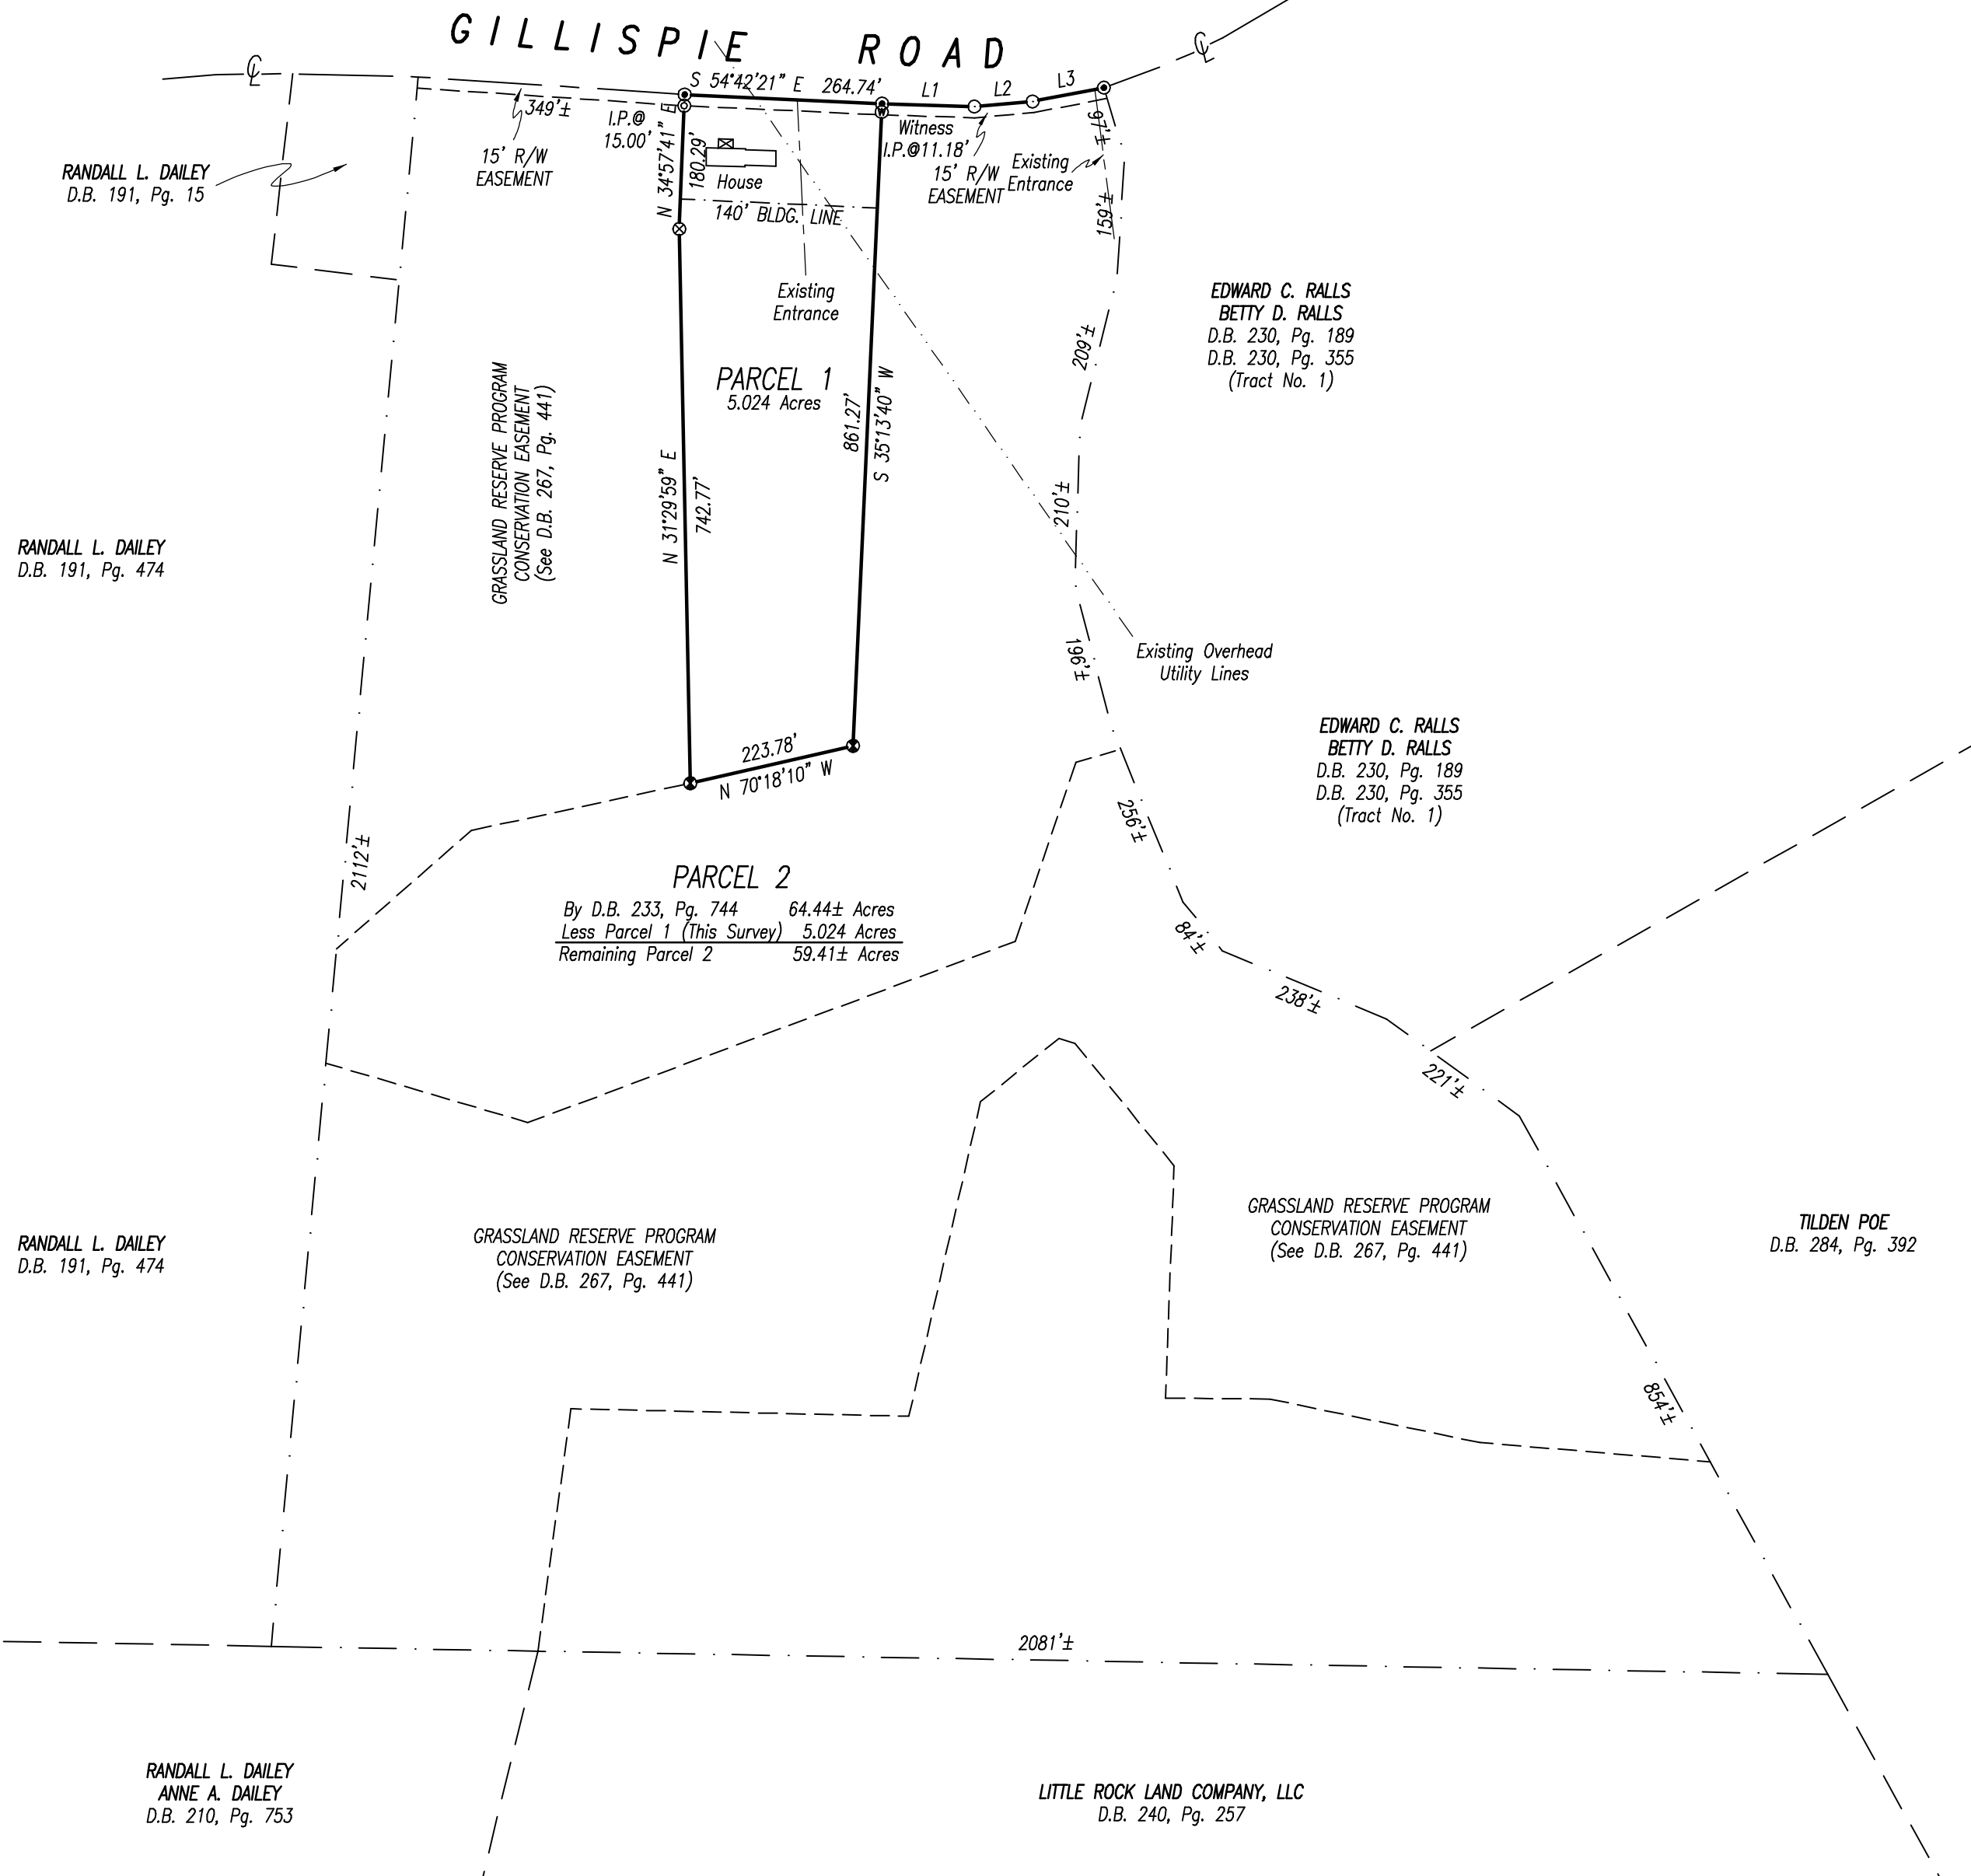 GILLISPIE ROAD
℄
℄
S 54°42'21" E 264.74'
L1
L2
L3
349'±
I.P.@
15.00'
15' R/W
EASEMENT
N 34°57'41" E
180.29'
House
140' BLDG. LINE
Witness
I.P.@11.18'
15' R/W
EASEMENT
Existing
Entrance
97'±
159'±
RANDALL L. DAILEY
D.B. 191, Pg. 15
Existing
Entrance
EDWARD C. RALLS
BETTY D. RALLS
D.B. 230, Pg. 189
D.B. 230, Pg. 355
(Tract No. 1)
209'±
GRASSLAND RESERVE PROGRAM
CONSERVATION EASEMENT
(See D.B. 267, Pg. 441)
PARCEL 1
5.024 Acres
861.27'
S 35°13'40" W
N 31°29'59" E
742.77'
210'±
RANDALL L. DAILEY
D.B. 191, Pg. 474
196'±
Existing Overhead
Utility Lines
223.78'
N 70°18'10" W
EDWARD C. RALLS
BETTY D. RALLS
D.B. 230, Pg. 189
D.B. 230, Pg. 355
(Tract No. 1)
256'±
2112'±
PARCEL 2
By D.B. 233, Pg. 744 64.44± Acres
Less Parcel 1 (This Survey) 5.024 Acres
Remaining Parcel 2 59.41± Acres
84'±
238'±
221'±
RANDALL L. DAILEY
D.B. 191, Pg. 474
GRASSLAND RESERVE PROGRAM
CONSERVATION EASEMENT
(See D.B. 267, Pg. 441)
GRASSLAND RESERVE PROGRAM
CONSERVATION EASEMENT
(See D.B. 267, Pg. 441)
TILDEN POE
D.B. 284, Pg. 392
854'±
2081'±
RANDALL L. DAILEY
ANNE A. DAILEY
D.B. 210, Pg. 753
LITTLE ROCK LAND COMPANY, LLC
D.B. 240, Pg. 257